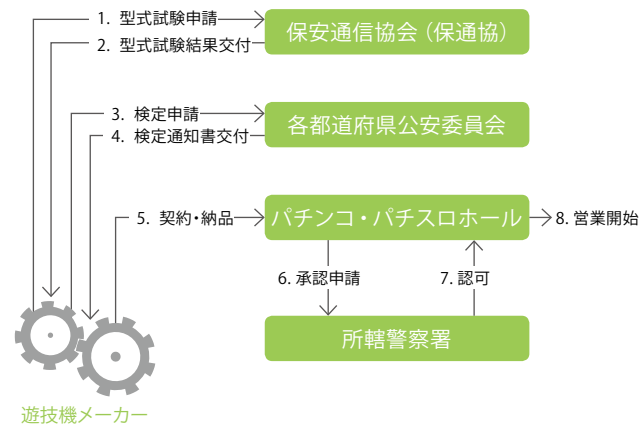 1. 型式試験申請
保安通信協会（保通協）
2. 型式試験結果交付
3. 検定申請
各都道府県公安委員会
4. 検定通知書交付
5. 契約・納品
パチンコ・パチスロホール
8. 営業開始
6. 承認申請
7. 認可
所轄警察署
遊技機メーカー